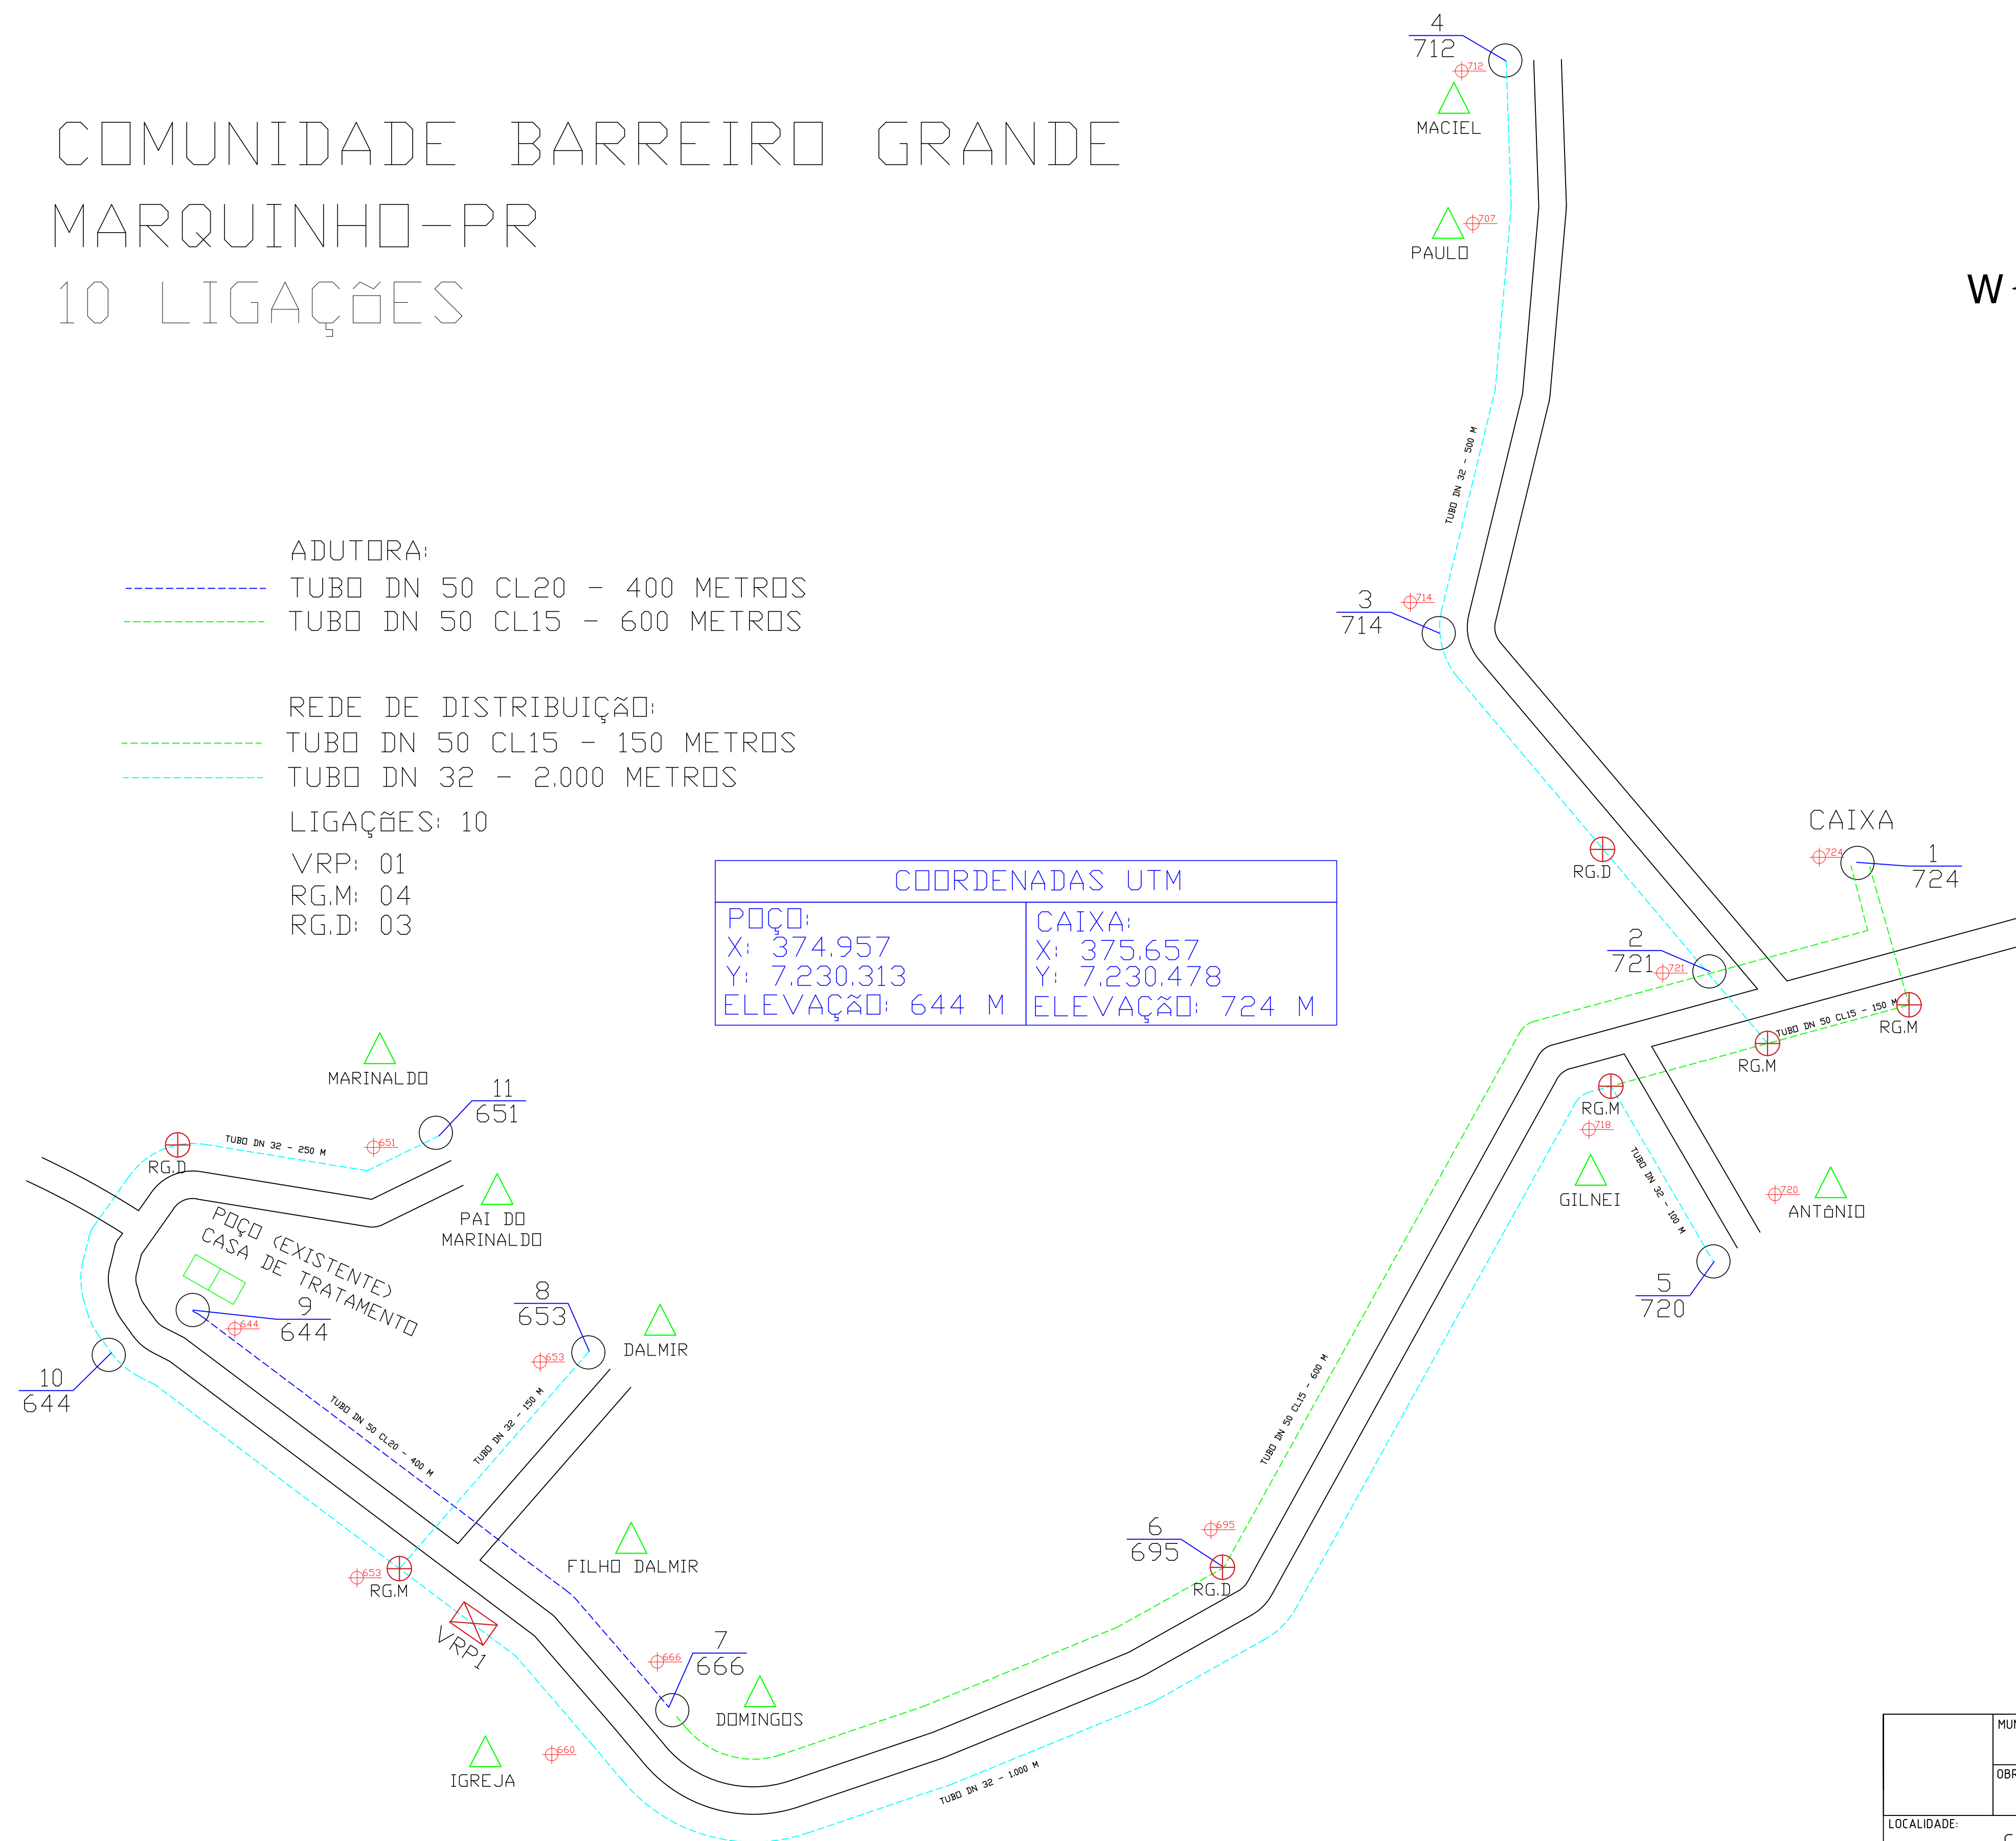 COMUNIDADE BARREIRO GRANDE
MARQUINHO-PR
10 LIGAÇÕES
ADUTORA:
TUBO DN 50 CL20 - 400 METROS
TUBO DN 50 CL15 - 600 METROS
REDE DE DISTRIBUIÇÃO:
TUBO DN 50 CL15 - 150 METROS
TUBO DN 32 - 2.000 METROS
LIGAÇÕES: 10
VRP: 01
RG.M: 04
RG.D: 03
COORDENADAS UTM
POÇO:
X: 374.957
Y: 7.230.313
ELEVAÇÃO: 644 M
CAIXA:
X: 375.657
Y: 7.230.478
ELEVAÇÃO: 724 M
4
712
712
MACIEL
707
PAULO
W
TUBO DN 32 - 500 M
3
714
714
RG.D
CAIXA
724
1
724
2
721
721
TUBO DN 50 CL15 - 150 M
RG.M
RG.M
RG.M
718
GILNEI
TUBO DN 32 - 100 M
720
ANTÔNIO
5
720
MARINALDO
11
651
651
TUBO DN 32 - 250 M
RG.D
PAI DO
MARINALDO
POÇO (EXISTENTE)
CASA DE TRATAMENTO
9
644
644
10
644
8
653
653
DALMIR
TUBO DN 50 CL20 - 400 M
TUBO DN 32 - 150 M
FILHO DALMIR
653
RG.M
VRP1
7
666
666
DOMINGOS
660
IGREJA
6
695
695
RG.D
TUBO DN 50 CL15 - 600 M
TUBO DN 32 - 1.000 M
MUN
OBR
LOCALIDADE: